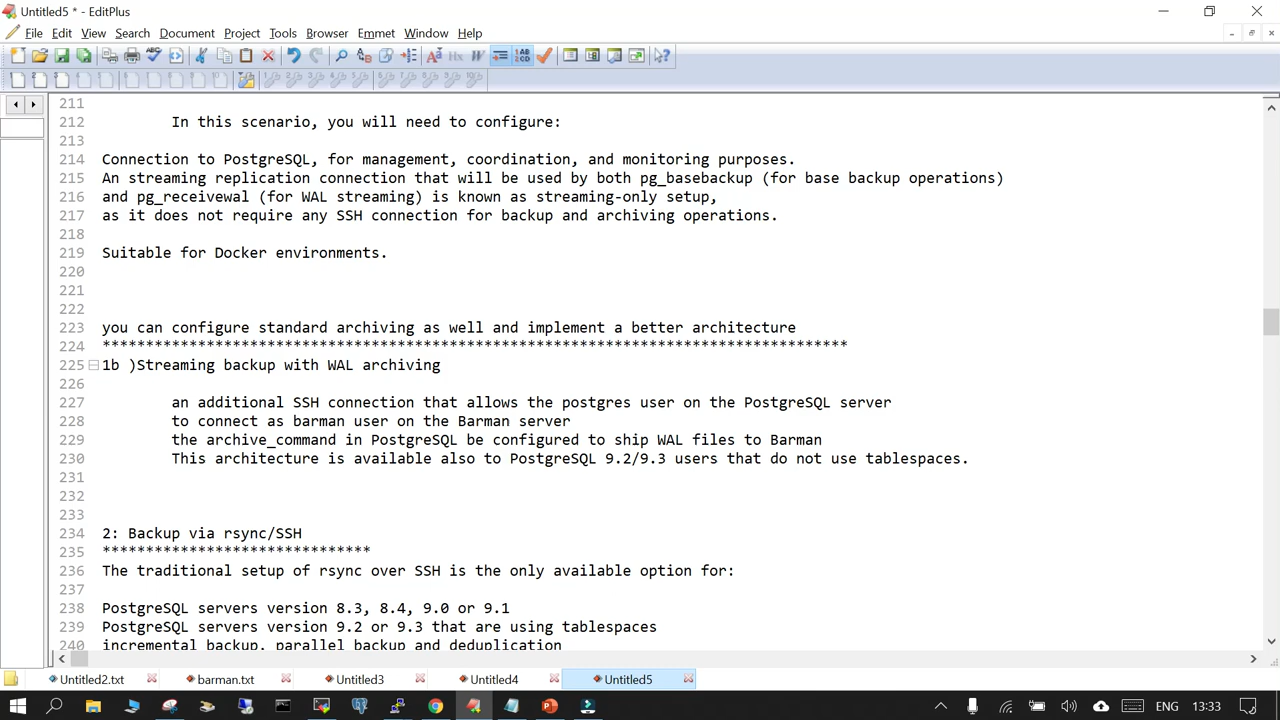 Untitled5 * - EditPlus
File Edit View Search Document Project Tools Browser Emmet Window Help
211
212 In this scenario, you will need to configure:
213
214 Connection to PostgreSQL, for management, coordination, and monitoring purposes.
215 An streaming replication connection that will be used by both pg_basebackup (for base backup operations)
216 and pg_receivewal (for WAL streaming) is known as streaming-only setup,
217 as it does not require any SSH connection for backup and archiving operations.
218
219 Suitable for Docker environments.
220
221
222
223 you can configure standard archiving as well and implement a better architecture
224 **************************************************************************************
225 1b )Streaming backup with WAL archiving
226
227 an additional SSH connection that allows the postgres user on the PostgreSQL server
228 to connect as barman user on the Barman server
229 the archive_command in PostgreSQL be configured to ship WAL files to Barman
230 This architecture is available also to PostgreSQL 9.2/9.3 users that do not use tablespaces.
231
232
233
234 2: Backup via rsync/SSH
235 *******************************
236 The traditional setup of rsync over SSH is the only available option for:
237
238 PostgreSQL servers version 8.3, 8.4, 9.0 or 9.1
239 PostgreSQL servers version 9.2 or 9.3 that are using tablespaces
240 incremental backup, parallel backup and deduplication
Untitled2.txt barman.txt Untitled3 Untitled4 Untitled5
ENG 13:33